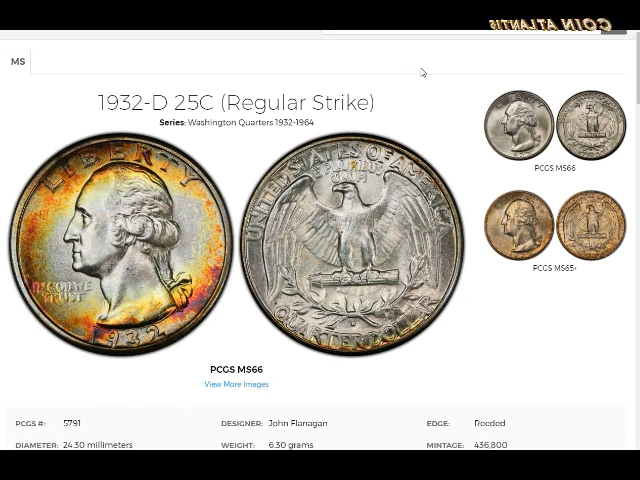 COIN ATLANTIS
MS
1932-D 25C (Regular Strike)
Series: Washington Quarters 1932-1964
LIBERTY
IN GOD WE
TRUST
1932
UNITED STATES OF AMERICA
E PLURIBUS
UNUM
QUARTER DOLLAR
PCGS MS66
View More Images
PCGS MS66
PCGS MS65+
PCGS #: 5791
DESIGNER: John Flanagan
EDGE: Reeded
DIAMETER: 24.30 millimeters
WEIGHT: 6.30 grams
MINTAGE: 436,800